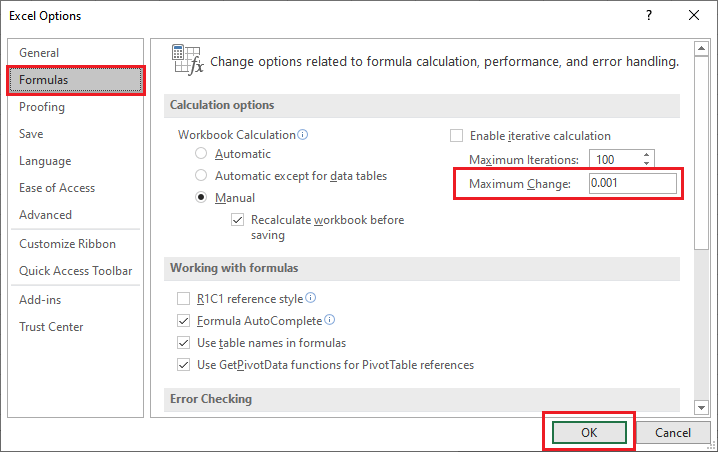 Excel Options
?
General
Formulas
Proofing
Save
Language
Ease of Access
Advanced
Customize Ribbon
Quick Access Toolbar
Add-ins
Trust Center
fx
Change options related to formula calculation, performance, and error handling.
Calculation options
Workbook Calculation
Automatic
Automatic except for data tables
Manual
Recalculate workbook before
saving
Enable iterative calculation
Maximum Iterations: 100
Maximum Change: 0.001
Working with formulas
R1C1 reference style
Formula AutoComplete
Use table names in formulas
Use GetPivotData functions for PivotTable references
Error Checking
OK
Cancel